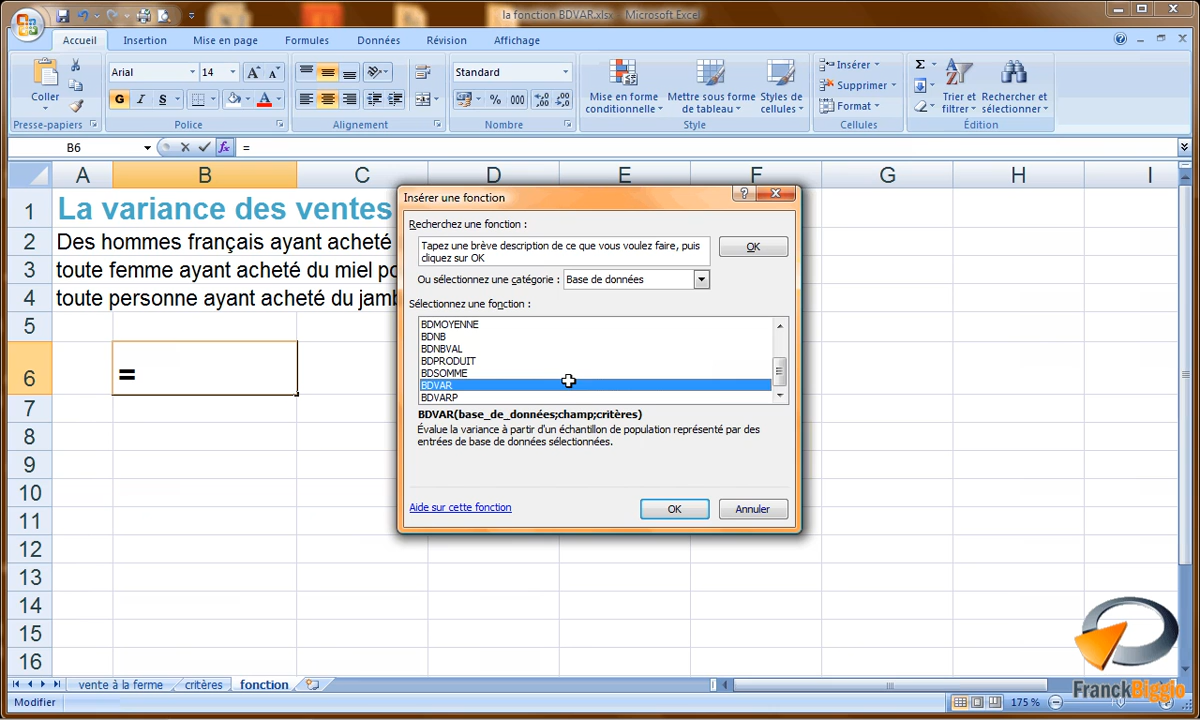 la fonction BDVAR.xlsx - Microsoft Excel
Accueil Insertion Mise en page Formules Données Révision Affichage
Coller
Presse-papiers
Arial 14
G I S
Police
Alignement
Standard
% 000
Nombre
Mise en forme conditionnelle
Mettre sous forme de tableau
Styles de cellules
Style
Insérer
Supprimer
Format
Cellules
Σ
Trier et filtrer
Rechercher et sélectionner
Édition
B6 fx =
A B C D E F G H I
1 La variance des ventes
2 Des hommes français ayant acheté
3 toute femme ayant acheté du miel
4 toute personne ayant acheté du
5
6 =
7
8
9
10
11
12
13
14
15
16
Insérer une fonction
Recherchez une fonction :
Tapez une brève description de ce que vous voulez faire, puis
cliquez sur OK
OK
Ou sélectionnez une catégorie : Base de données
Sélectionnez une fonction :
BDMOYENNE
BDNB
BDNBVAL
BDPRODUIT
BDSOMME
BDVAR
BDVARP
BDVAR(base_de_données;champ;critères)
Évalue la variance à partir d'un échantillon de population représenté par des
entrées de base de données sélectionnées.
Aide sur cette fonction
OK Annuler
vente à la ferme critères fonction
Modifier 175 %
FranckBiggio